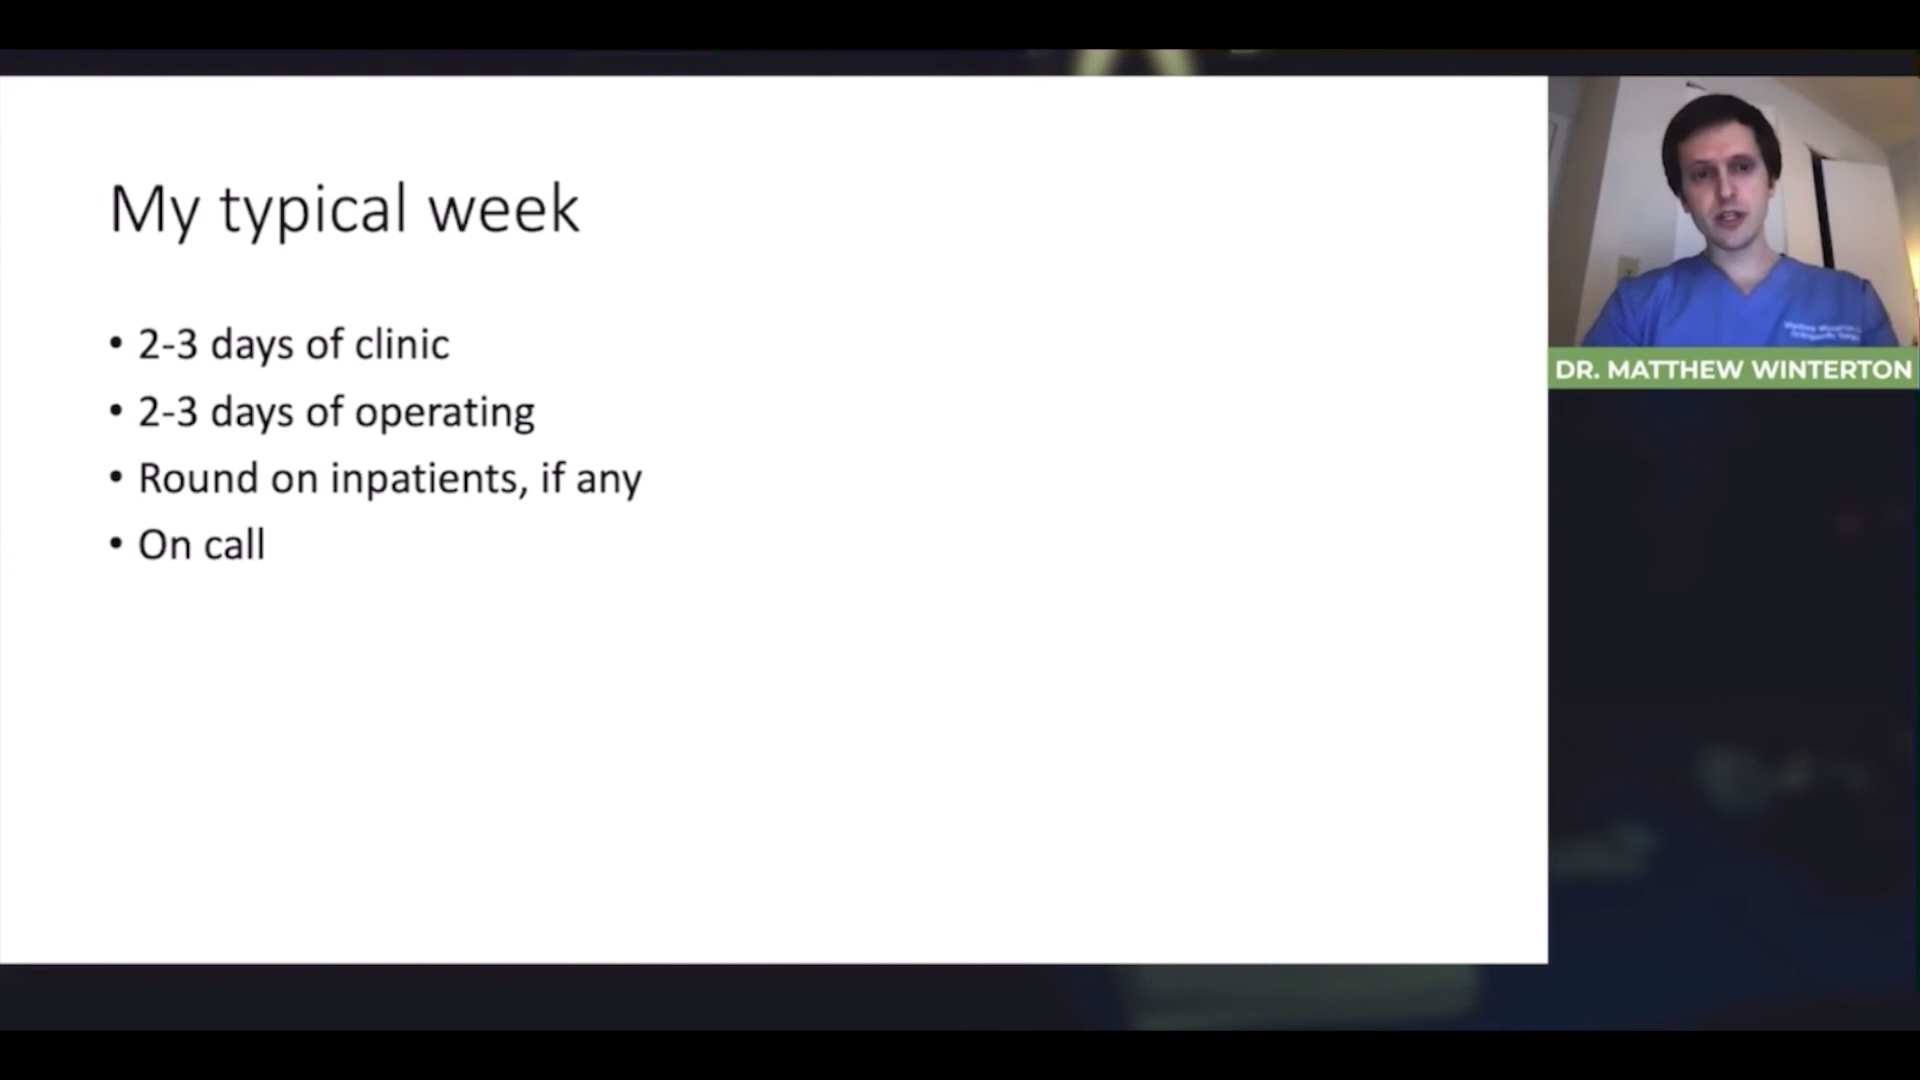 My typical week
• 2-3 days of clinic
• 2-3 days of operating
• Round on inpatients, if any
• On call
DR. MATTHEW WINTERTON